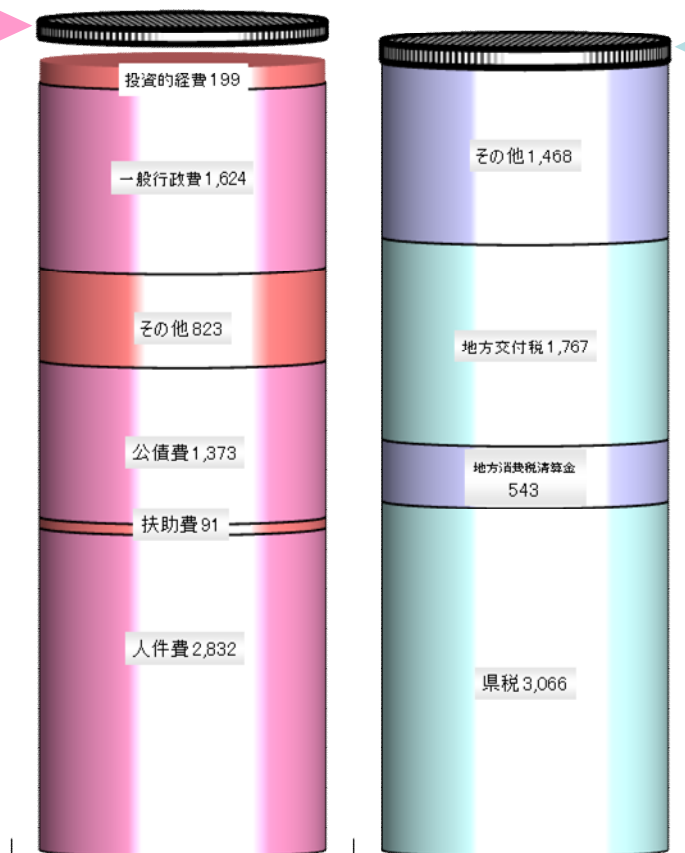 投資的経費199
一般行政費1,624
その他823
公債費1,373
扶助費91
人件費2,832
その他1,468
地方交付税1,767
地方消費税清算金
543
県税3,066